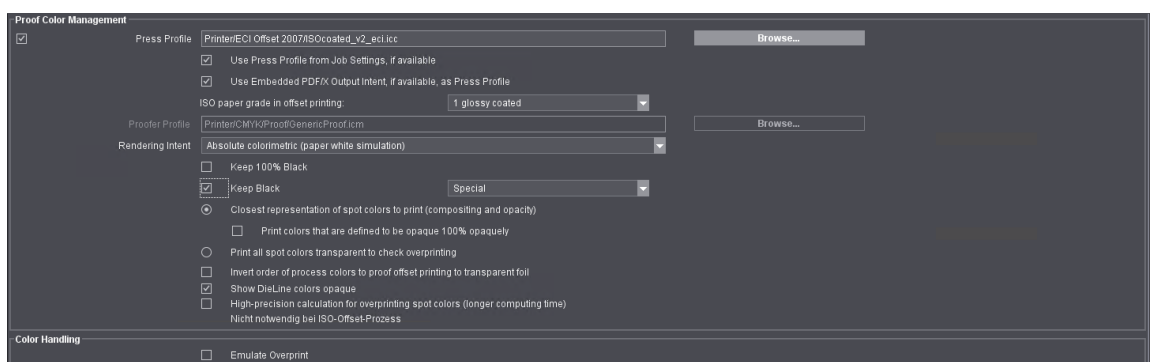 Proof Color Management
Press Profile Printer/ECI Offset 2007/ISOcoated_v2_eci.icc Browse...
Use Press Profile from Job Settings, if available
Use Embedded PDF/X Output Intent, if available, as Press Profile
ISO paper grade in offset printing: 1 glossy coated
Proofer Profile Printer/CMYK/Proof/GenericProof.icm Browse...
Rendering Intent Absolute colorimetric (paper white simulation)
Keep 100% Black
Keep Black Special
Closest representation of spot colors to print (compositing and opacity)
Print colors that are defined to be opaque 100% opaquely
Print all spot colors transparent to check overprinting
Invert order of process colors to proof offset printing to transparent foil
Show DieLine colors opaque
High-precision calculation for overprinting spot colors (longer computing time)
Nicht notwendig bei ISO-Offset-Prozess
Color Handling
Emulate Overprint